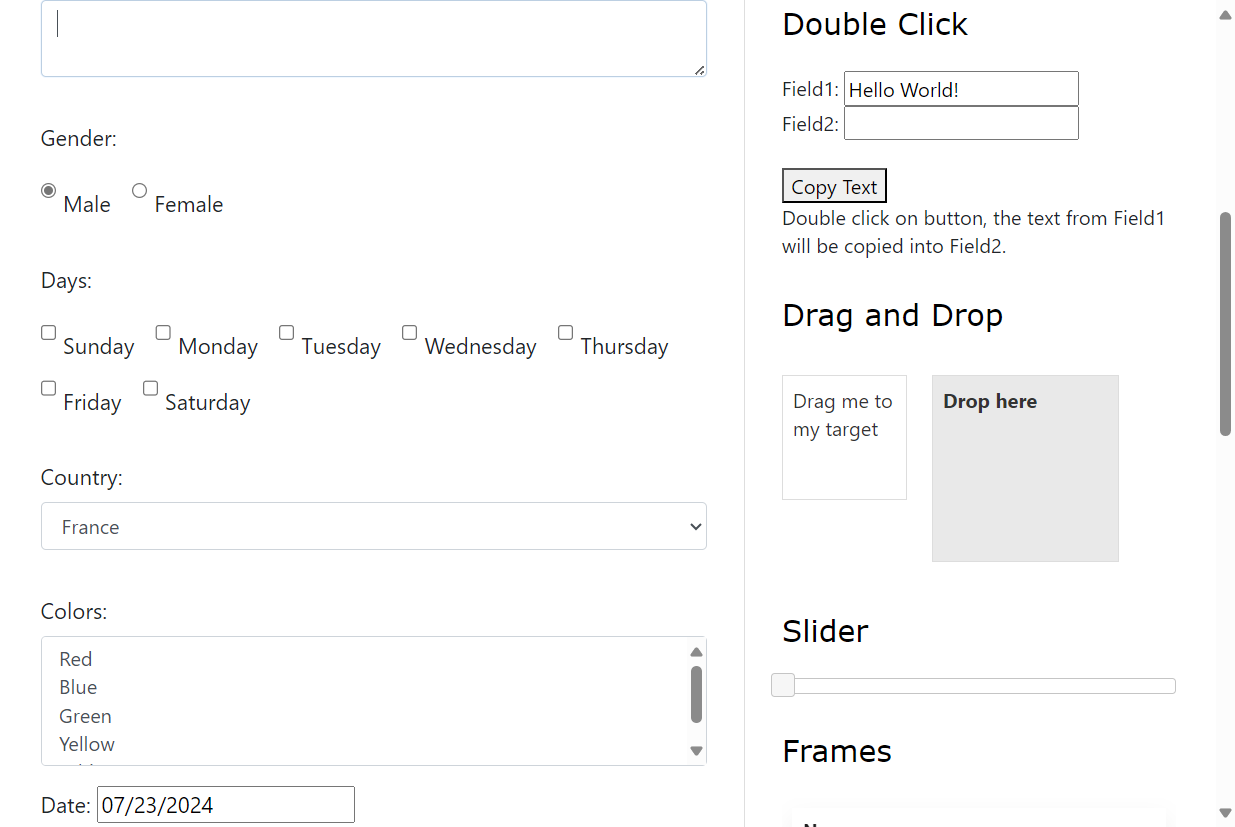 Gender:
Male Female
Days:
Sunday Monday Tuesday Wednesday Thursday
Friday Saturday
Country:
France
Colors:
Red
Blue
Green
Yellow
Date: 07/23/2024
Double Click
Field1: Hello World!
Field2:
Copy Text
Double click on button, the text from Field1
will be copied into Field2.
Drag and Drop
Drag me to
my target
Drop here
Slider
Frames